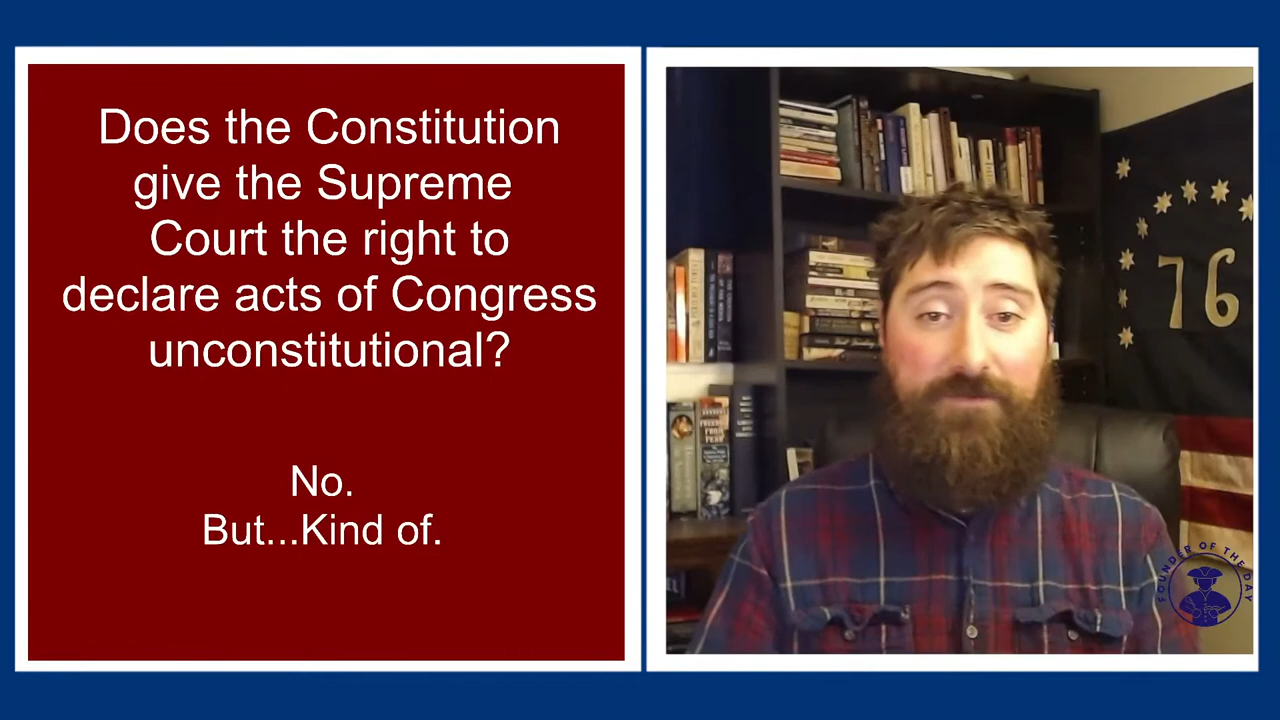 Does the Constitution
give the Supreme
Court the right to
declare acts of Congress
unconstitutional?
No.
But...Kind of.
76
FOUNDER OF THE DAY